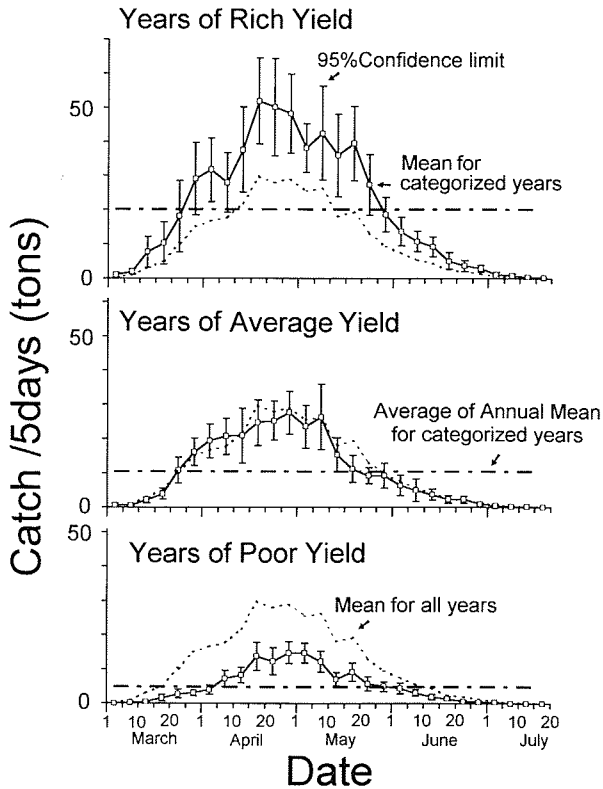 Years of Rich Yield
95%Confidence limit
50
Mean for
categorized years
0
Catch /5days (tons)
Years of Average Yield
50
Average of Annual Mean
for categorized years
0
Years of Poor Yield
50
Mean for all years
0
1 10 20 1 10 20 1 10 20 1 10 20 1 10 20
March April May June July
Date